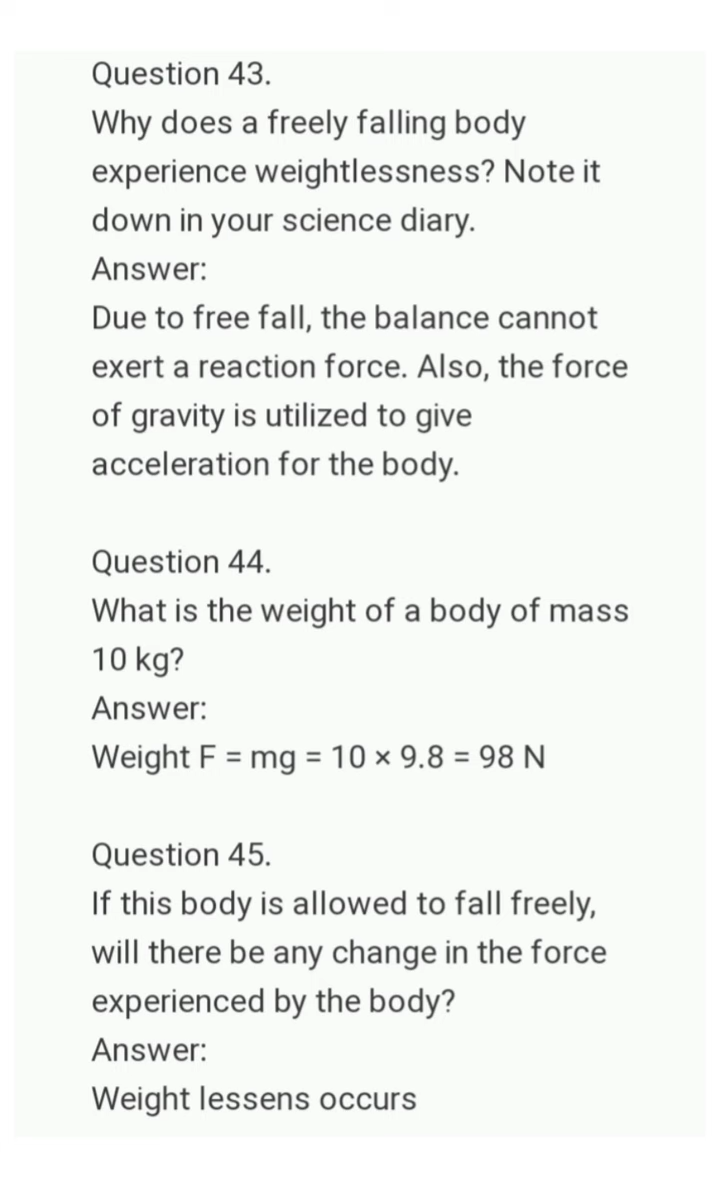 Question 43.
Why does a freely falling body
experience weightlessness? Note it
down in your science diary.
Answer:
Due to free fall, the balance cannot
exert a reaction force. Also, the force
of gravity is utilized to give
acceleration for the body.
Question 44.
What is the weight of a body of mass
10 kg?
Answer:
Weight F = mg = 10 × 9.8 = 98 N
Question 45.
If this body is allowed to fall freely,
will there be any change in the force
experienced by the body?
Answer:
Weight lessens occurs